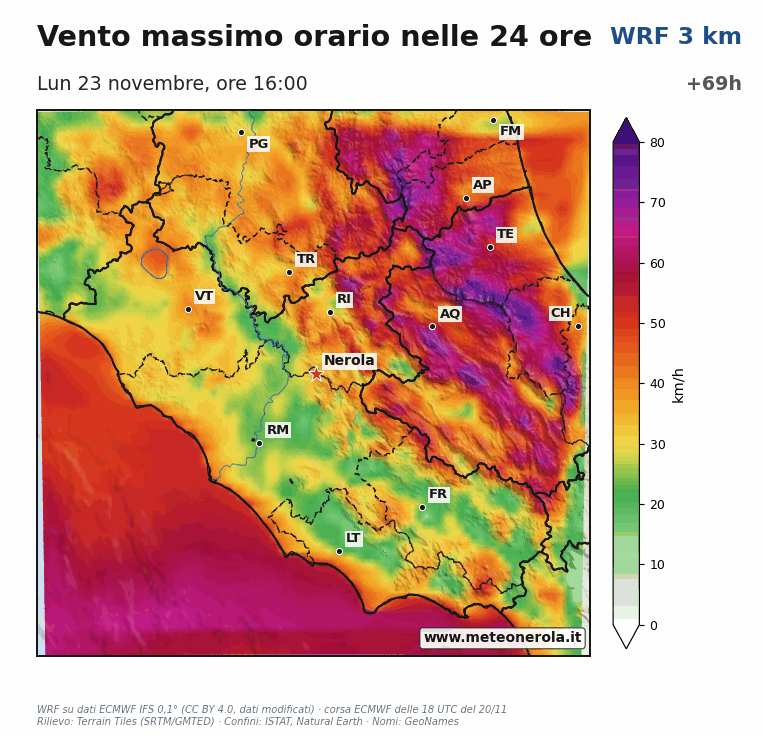 Vento massimo orario nelle 24 ore WRF 3 km
Lun 23 novembre, ore 16:00 +69h
FM
PG
AP
TE
TR
VT
RI
AQ
CH
Nerola
RM
FR
LT
80
70
60
50
40
30
20
10
0
km/h
www.meteonerola.it
WRF su dati ECMWF IFS 0,1° (CC BY 4.0, dati modificati) · corsa ECMWF delle 18 UTC del 20/11
Rilievo: Terrain Tiles (SRTM/GMTED) · Confini: ISTAT, Natural Earth · Nomi: GeoNames